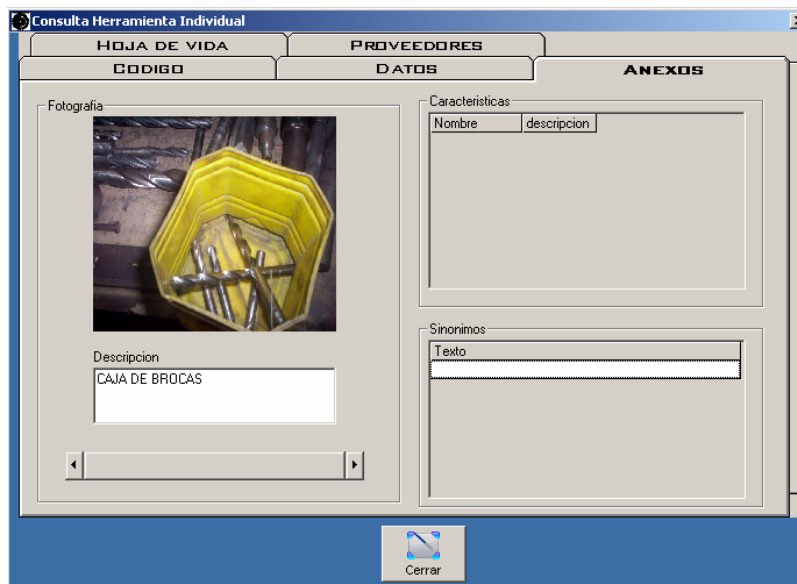 Consulta Herramienta Individual
HOJA DE VIDA
PROVEEDORES
CODIGO
DATOS
ANEXOS
Fotografia
Descripcion
CAJA DE BROCAS
Caracteristicas
Nombre descripcion
Sinonimos
Texto
Cerrar